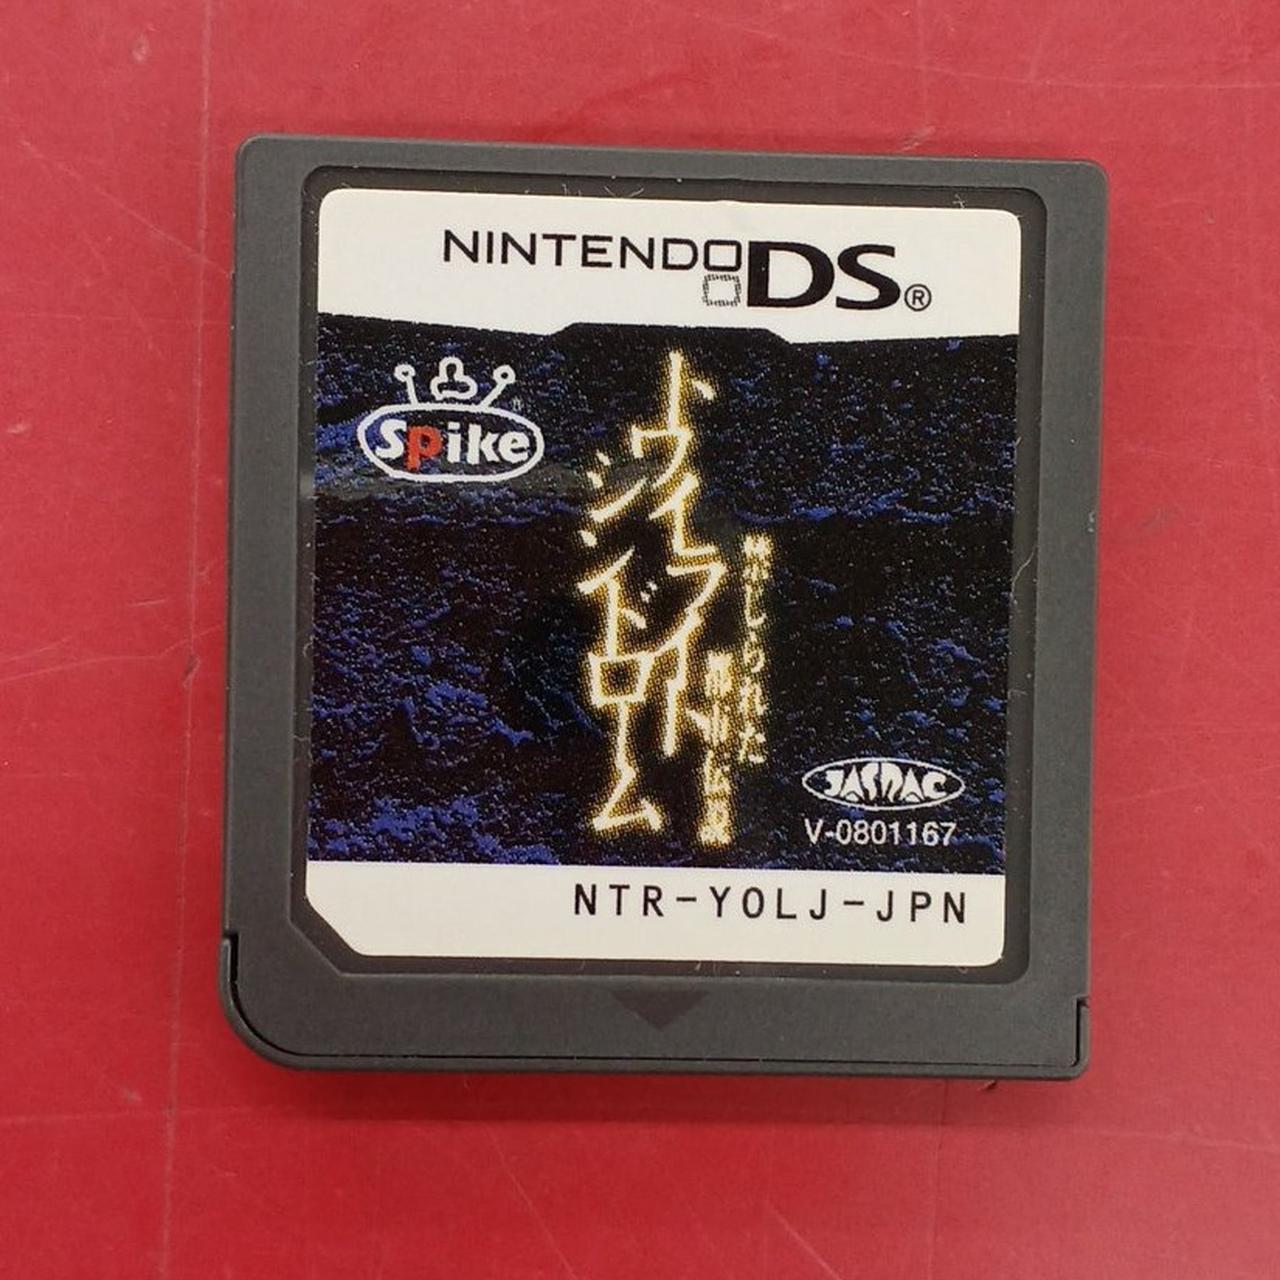 NINTENDO DS®
Spike
トワイライト
シンドローム
禁じられた
都市伝説
JASRAC
V-0801167
NTR-YOLJ-JPN